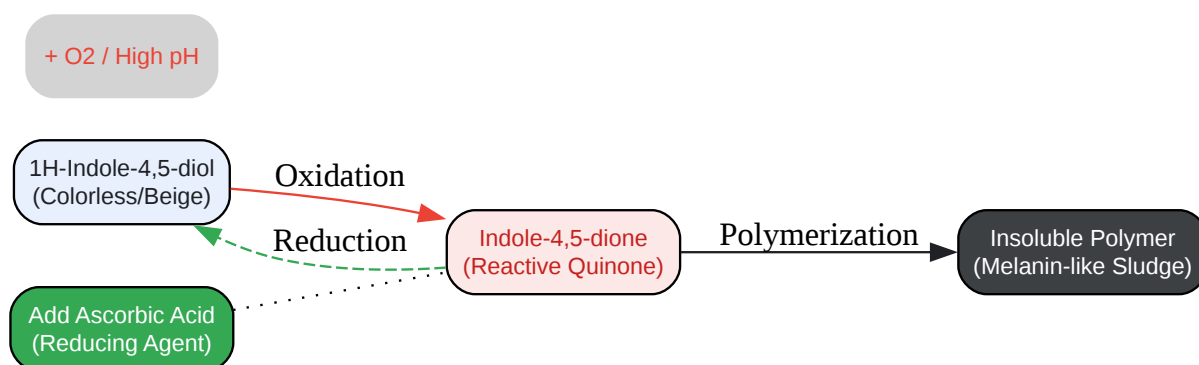 + O2 / High pH
1H-Indole-4,5-diol
(Colorless/Beige)
Oxidation
Reduction
Indole-4,5-dione
(Reactive Quinone)
Polymerization
Insoluble Polymer
(Melanin-like Sludge)
Add Ascorbic Acid
(Reducing Agent)